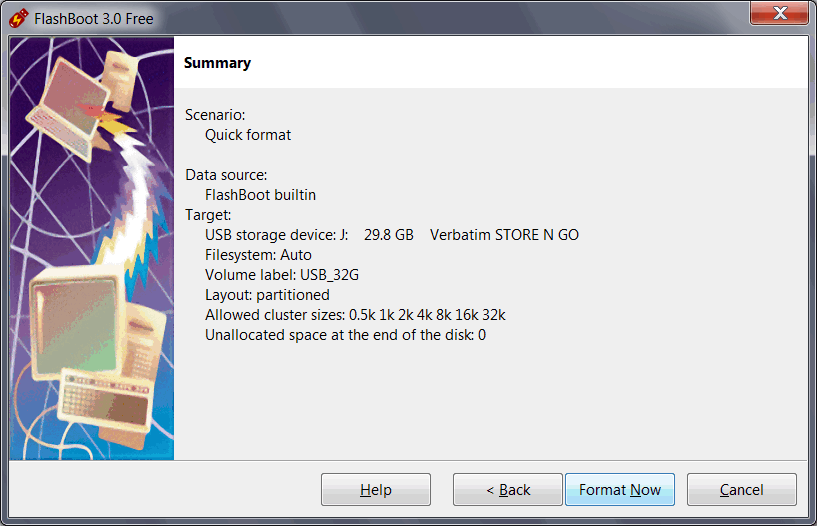 FlashBoot 3.0 Free
Summary
Scenario:
Quick format
Data source:
FlashBoot builtin
Target:
USB storage device: J: 29.8 GB Verbatim STORE N GO
Filesystem: Auto
Volume label: USB_32G
Layout: partitioned
Allowed cluster sizes: 0.5k 1k 2k 4k 8k 16k 32k
Unallocated space at the end of the disk: 0
Help < Back Format Now Cancel